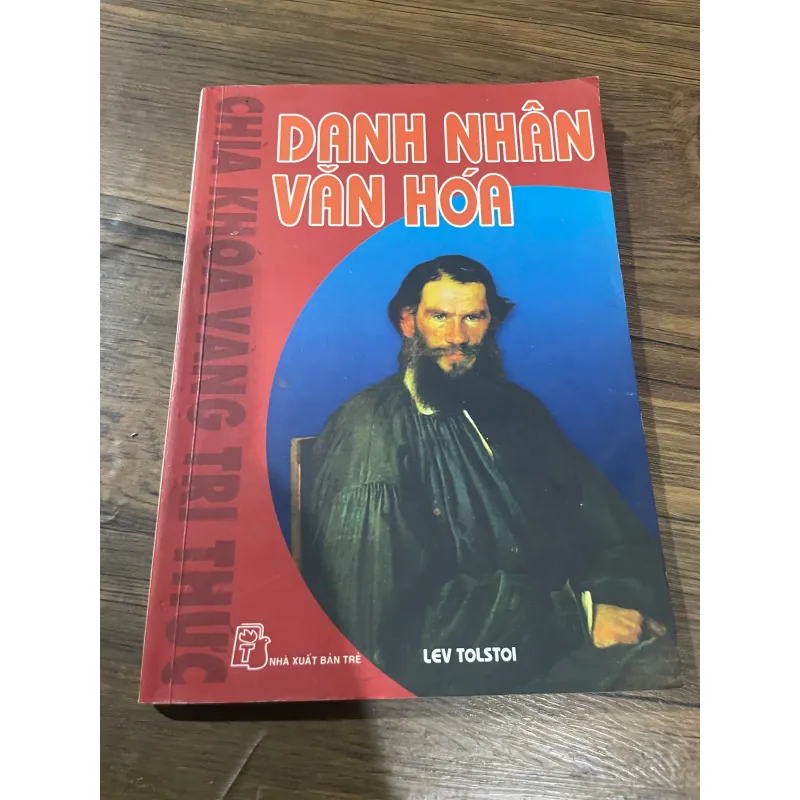 DANH NHÂN
VĂN HÓA
CHÌA KHÓA VÀNG TRI THỨC
T
NHÀ XUẤT BẢN TRẺ
LEV TOLSTOI